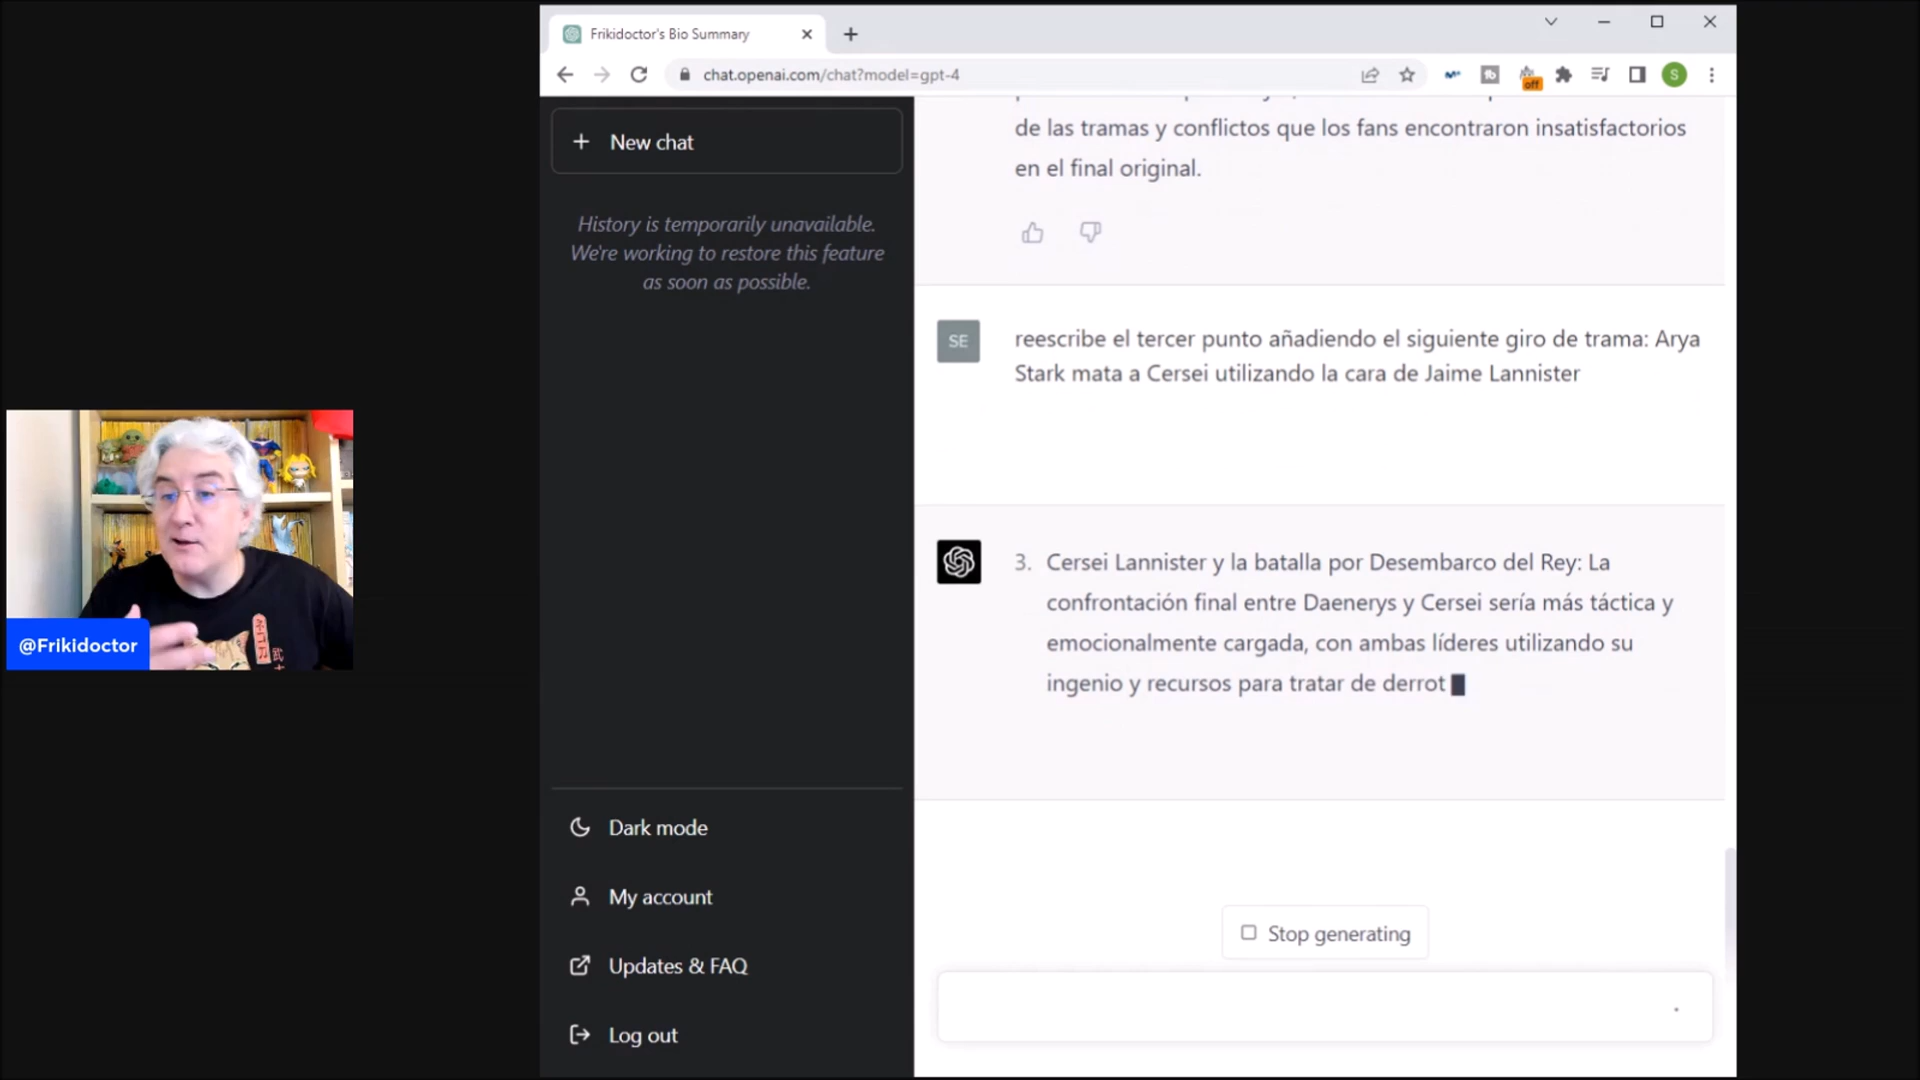 Frikidoctor's Bio Summary
chat.openai.com/chat?model=gpt-4
off
S
New chat
History is temporarily unavailable.
We're working to restore this feature
as soon as possible.
de las tramas y conflictos que los fans encontraron insatisfactorios
en el final original.
SE
reescribe el tercer punto añadiendo el siguiente giro de trama: Arya
Stark mata a Cersei utilizando la cara de Jaime Lannister
3. Cersei Lannister y la batalla por Desembarco del Rey: La
confrontación final entre Daenerys y Cersei sería más táctica y
emocionalmente cargada, con ambas líderes utilizando su
ingenio y recursos para tratar de derrot
@Frikidoctor
Dark mode
My account
Updates & FAQ
Log out
Stop generating